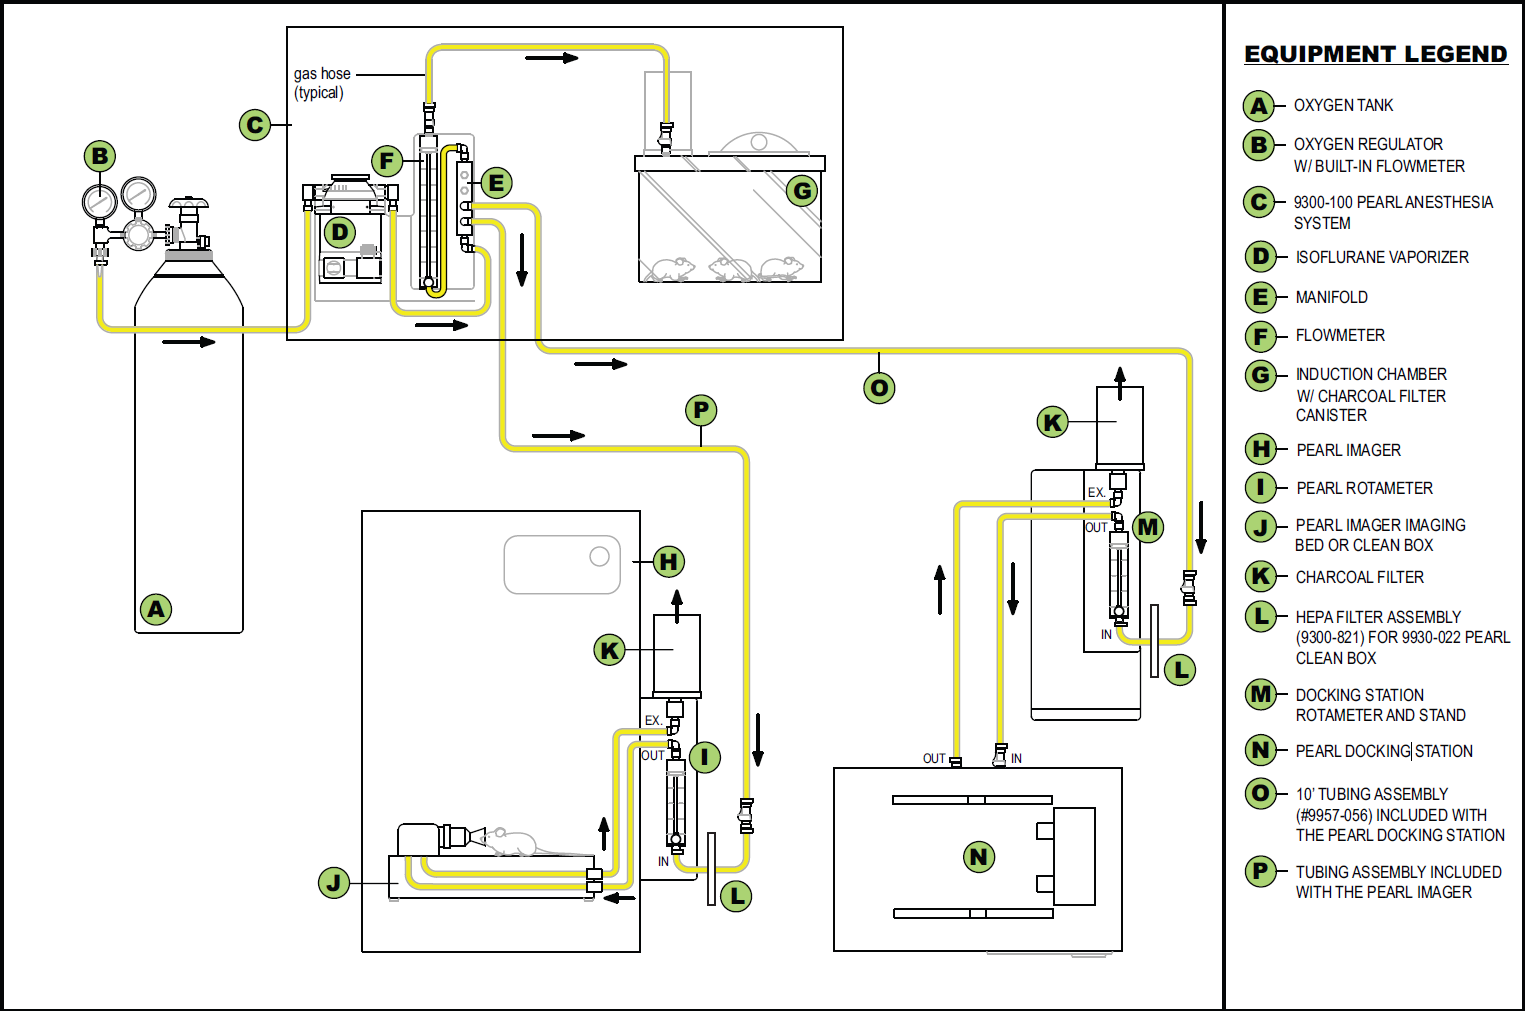 gas hose
(typical)
C
B
F
E
G
D
A
O
P
K
EX.
OUT
M
IN
L
H
K
EX.
OUT
I
IN
L
J
OUT
IN
N
EQUIPMENT LEGEND
A OXYGEN TANK
B OXYGEN REGULATOR
W/ BUILT-IN FLOWMETER
C 9300-100 PEARL ANESTHESIA
SYSTEM
D ISOFLURANE VAPORIZER
E MANIFOLD
F FLOWMETER
G INDUCTION CHAMBER
W/ CHARCOAL FILTER
CANISTER
H PEARL IMAGER
I PEARL ROTAMETER
J PEARL IMAGER IMAGING
BED OR CLEAN BOX
K CHARCOAL FILTER
L HEPA FILTER ASSEMBLY
(9300-821) FOR 9930-022 PEARL
CLEAN BOX
M DOCKING STATION
ROTAMETER AND STAND
N PEARL DOCKING STATION
O 10' TUBING ASSEMBLY
(#9957-056) INCLUDED WITH
THE PEARL DOCKING STATION
P TUBING ASSEMBLY INCLUDED
WITH THE PEARL IMAGER